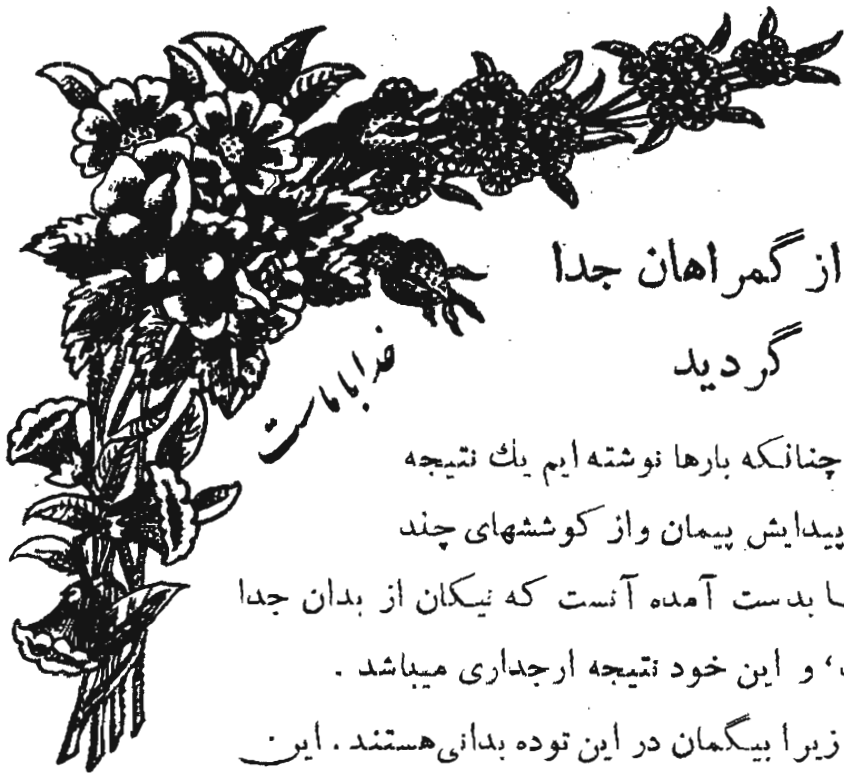 از گمراهان جدا
گردید
خدا با ماست
چنانکه بارها نوشته ایم یك نتیجه
پیدایش پیمان واز کوششهای چند
بدست آمده آنست که نیکان از بدان جدا
، و این خود نتیجه ارجداری میباشد .
زیرا بیگمان در این توده بدانی هستند . این